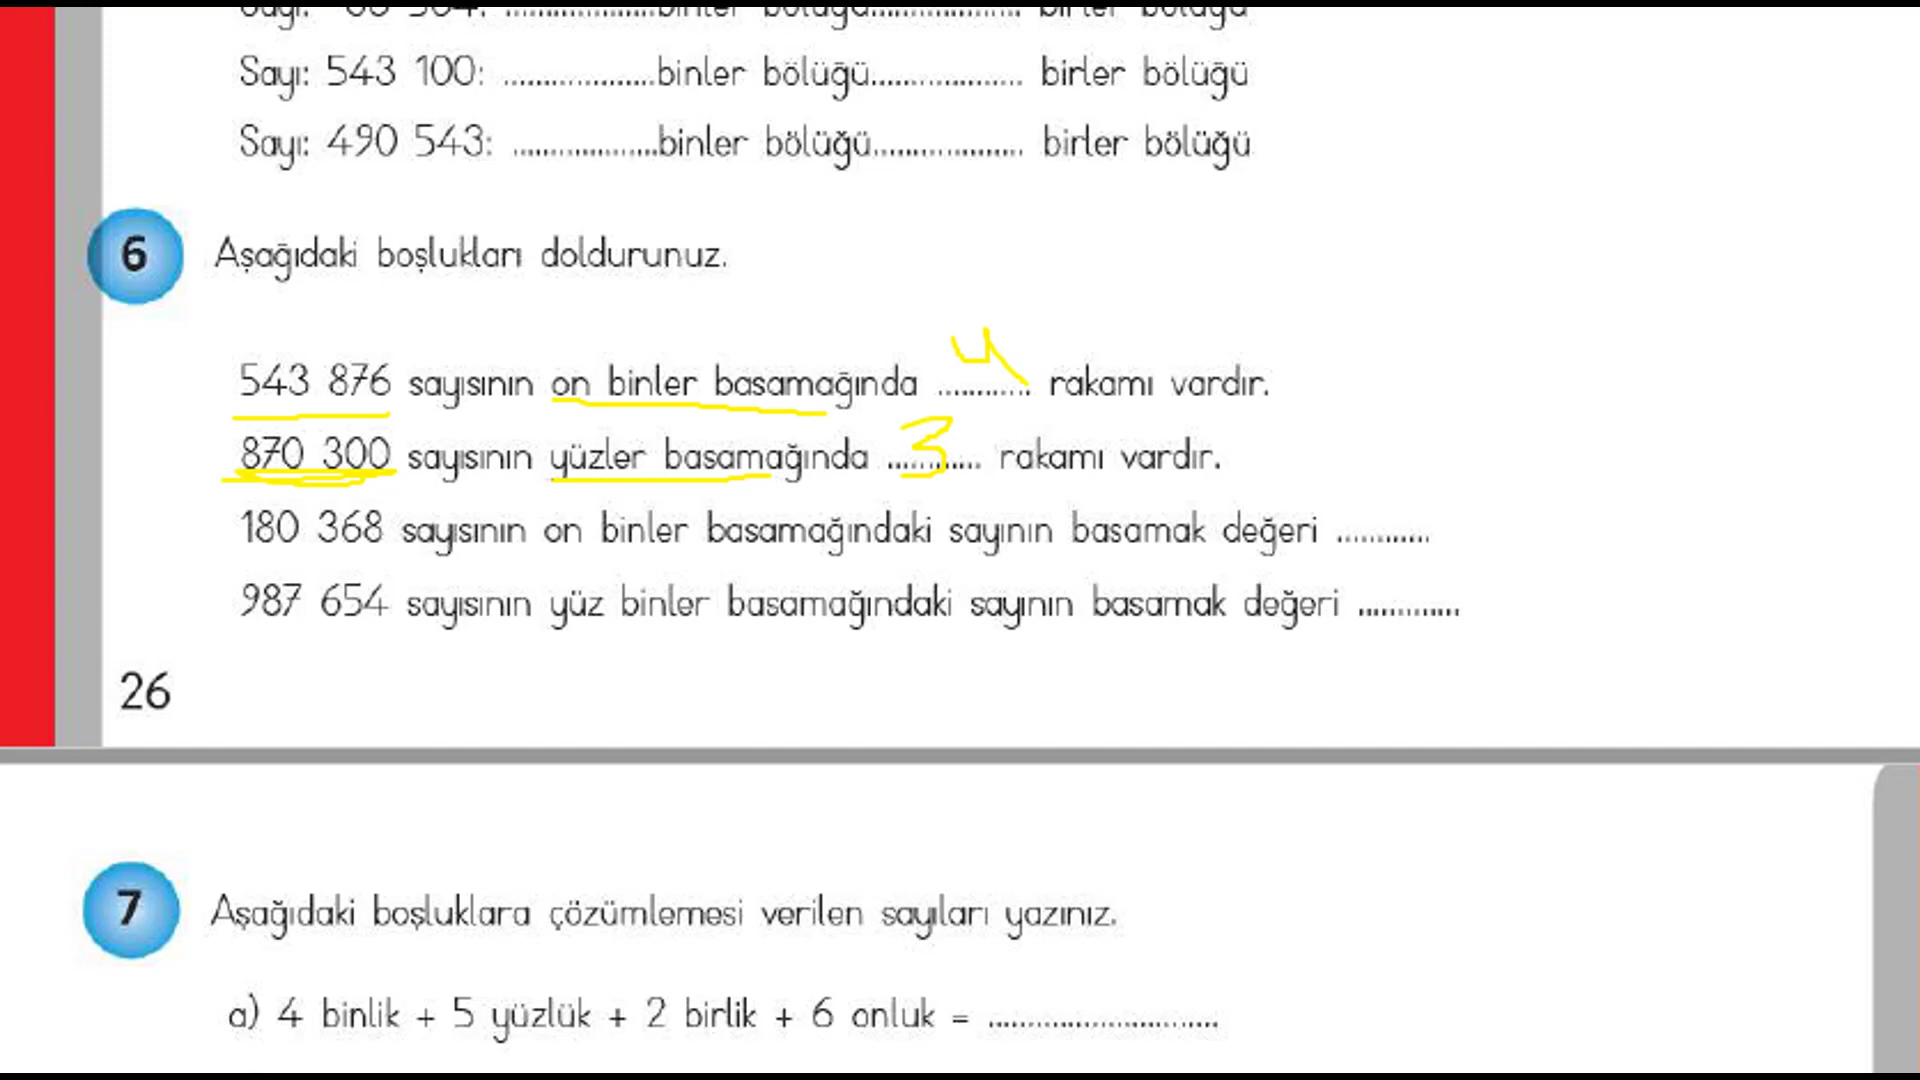 Sayı: 543 100: ....................binler bölüğü.................... birler bölüğü
Sayı: 490 543: ...................binler bölüğü.................... birler bölüğü
6 Aşağıdaki boşlukları doldurunuz.
543 876 sayısının on binler basamağında 4 rakamı vardır.
870 300 sayısının yüzler basamağında 3 rakamı vardır.
180 368 sayısının on binler basamağındaki sayının basamak değeri ............
987 654 sayısının yüz binler basamağındaki sayının basamak değeri .............
26
7 Aşağıdaki boşluklara çözümlemesi verilen sayıları yazınız.
a) 4 binlik + 5 yüzlük + 2 birlik + 6 onluk = ..............................